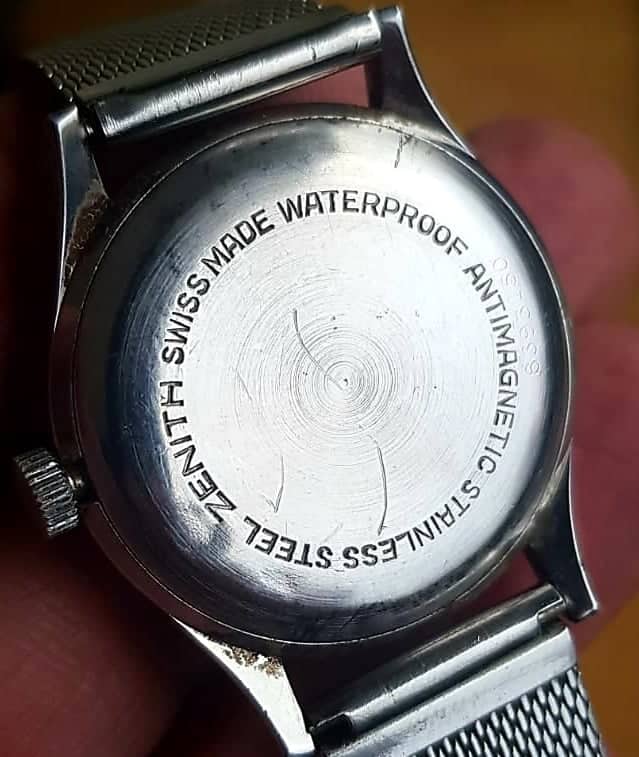 ZENITH SWISS MADE WATERPROOF ANTIMAGNETIC STAINLESS STEEL